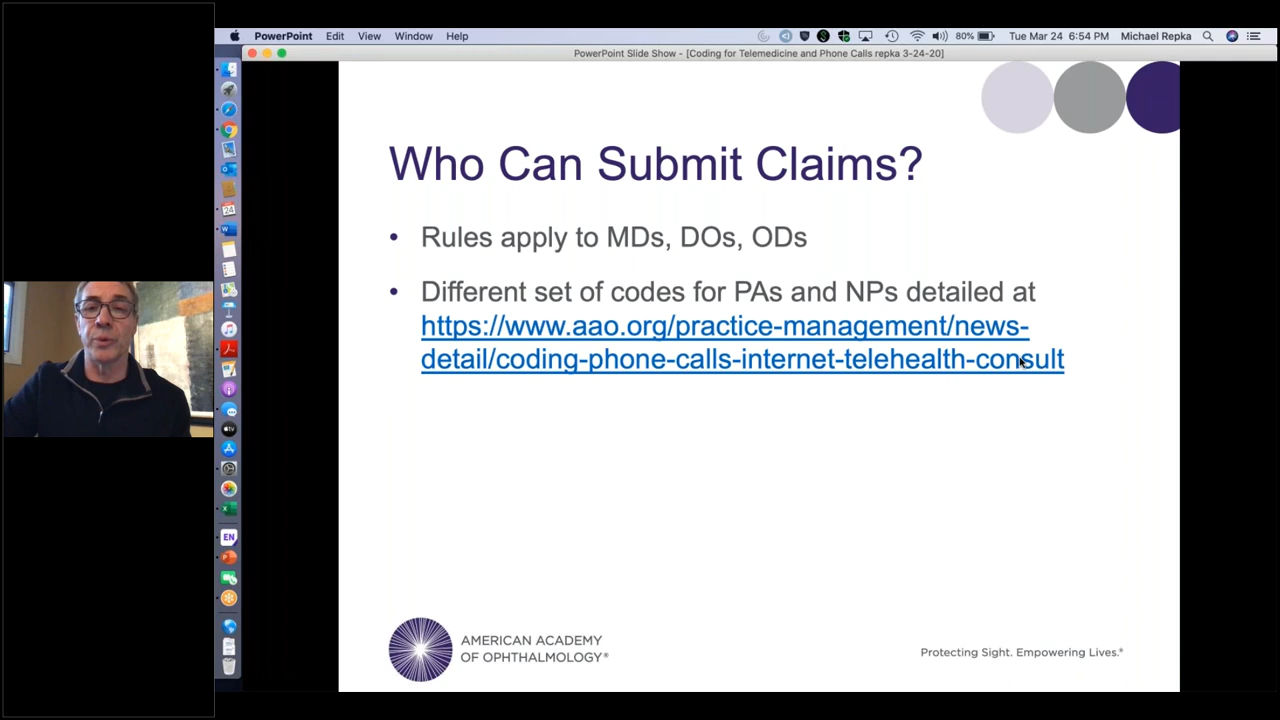 PowerPoint Edit View Window Help 80% Tue Mar 24 6:54 PM Michael Repka
PowerPoint Slide Show - [Coding for Telemedicine and Phone Calls repka 3-24-20]
Who Can Submit Claims?
• Rules apply to MDs, DOs, ODs
• Different set of codes for PAs and NPs detailed at
https://www.aao.org/practice-management/news-
detail/coding-phone-calls-internet-telehealth-consult
24
tv
EN
AMERICAN ACADEMY
OF OPHTHALMOLOGY®
Protecting Sight. Empowering Lives.®